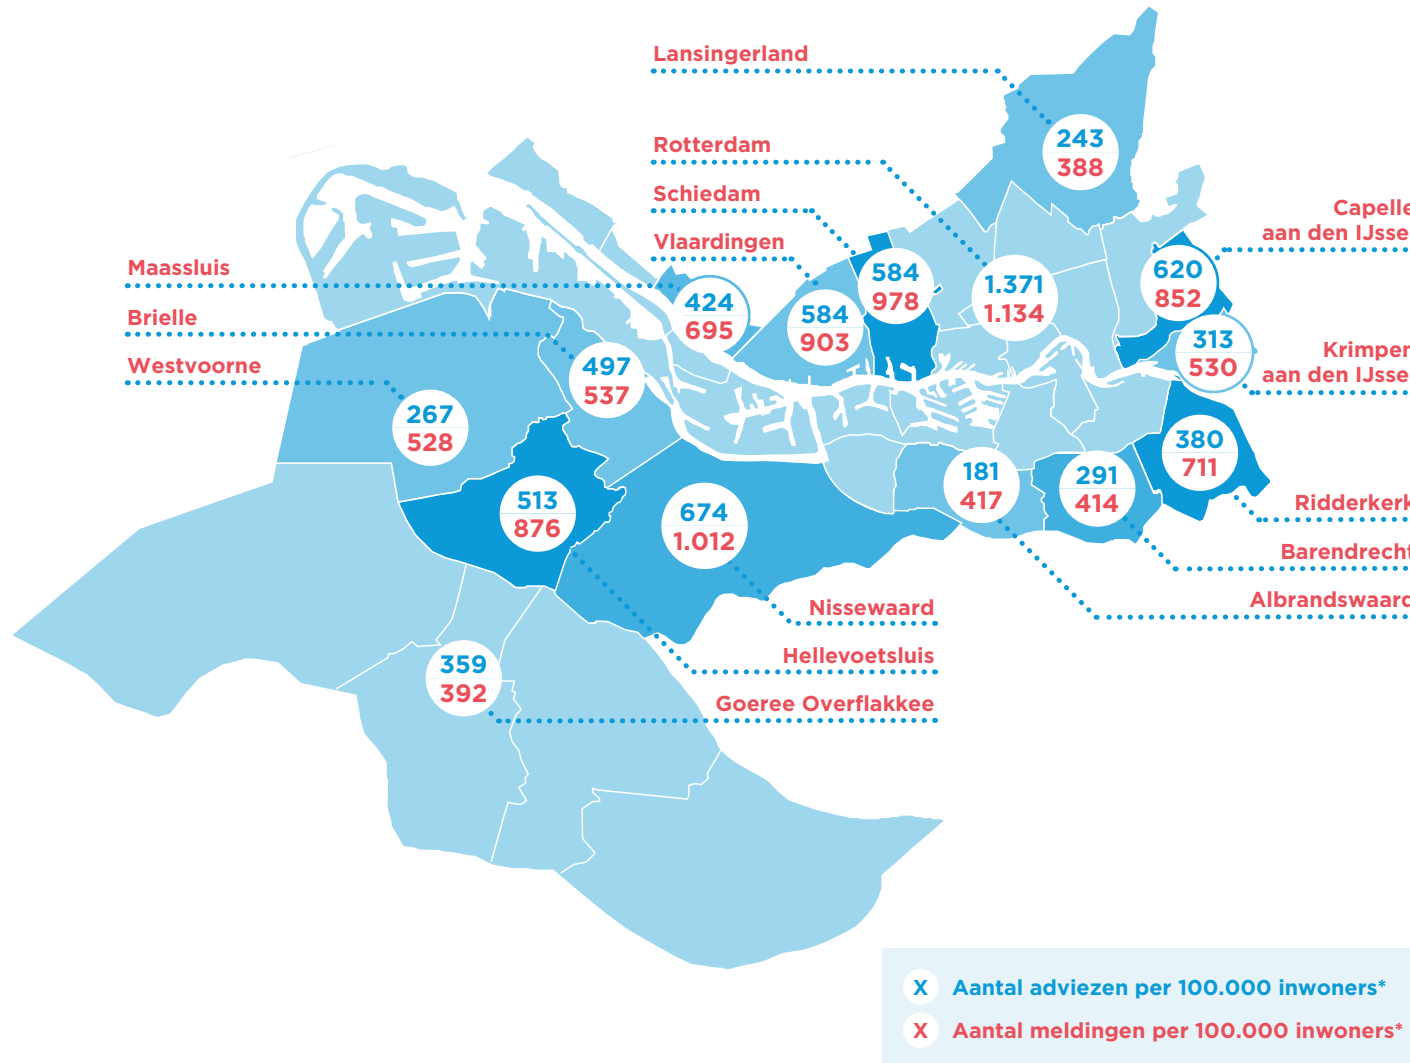 Lansingerland
243
388
Rotterdam
Schiedam
Vlaardingen
Capelle
aan den IJsse
Maassluis
Brielle
Westvoorne
584
978
1.371
1.134
620
852
424
695
584
903
313
530
Krimpen
aan den IJsse
497
537
267
528
380
711
181
417
291
414
513
876
674
1.012
Ridderkerk
Barendrecht
Albrandswaard
Nissewaard
Hellevoetsluis
Goeree Overflakkee
359
392
X Aantal adviezen per 100.000 inwoners*
X Aantal meldingen per 100.000 inwoners*